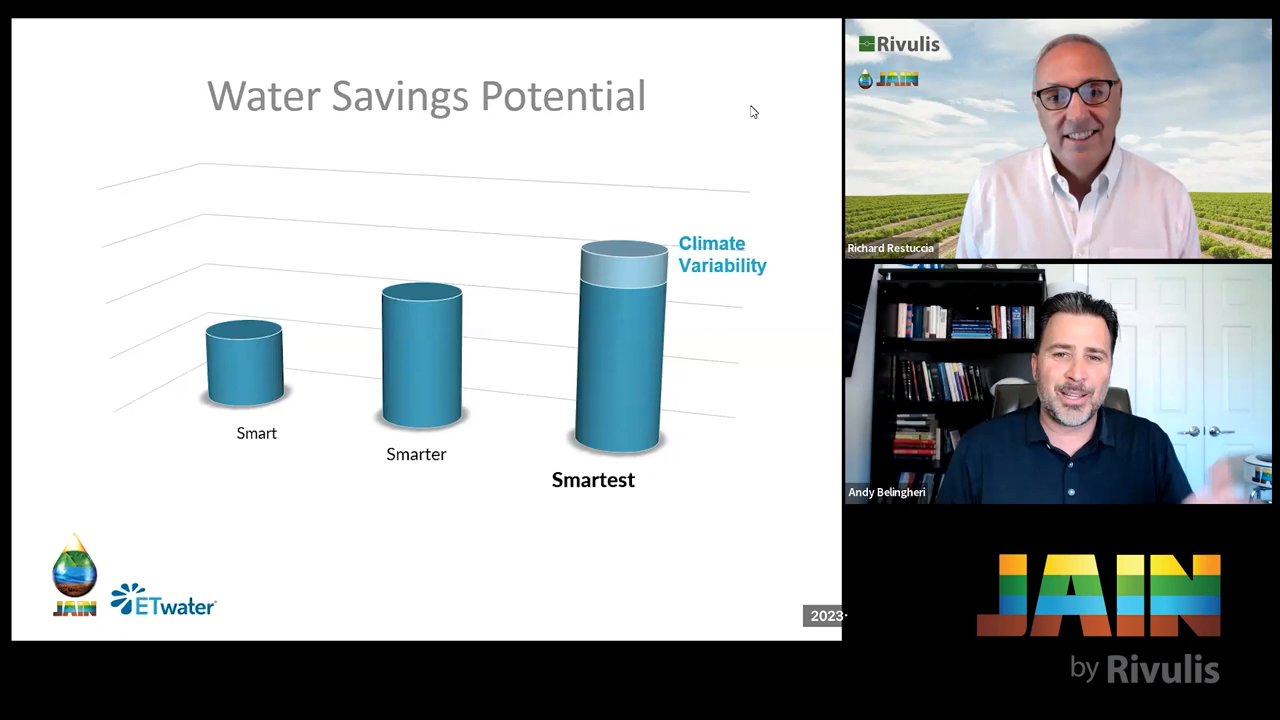 Water Savings Potential
Climate
Variability
Smart
Smarter
Smartest
JAIN
ETwater
2023-
Rivulis
JAIN
Richard Restuccia
Andy Belingheri
JAIN
by Rivulis